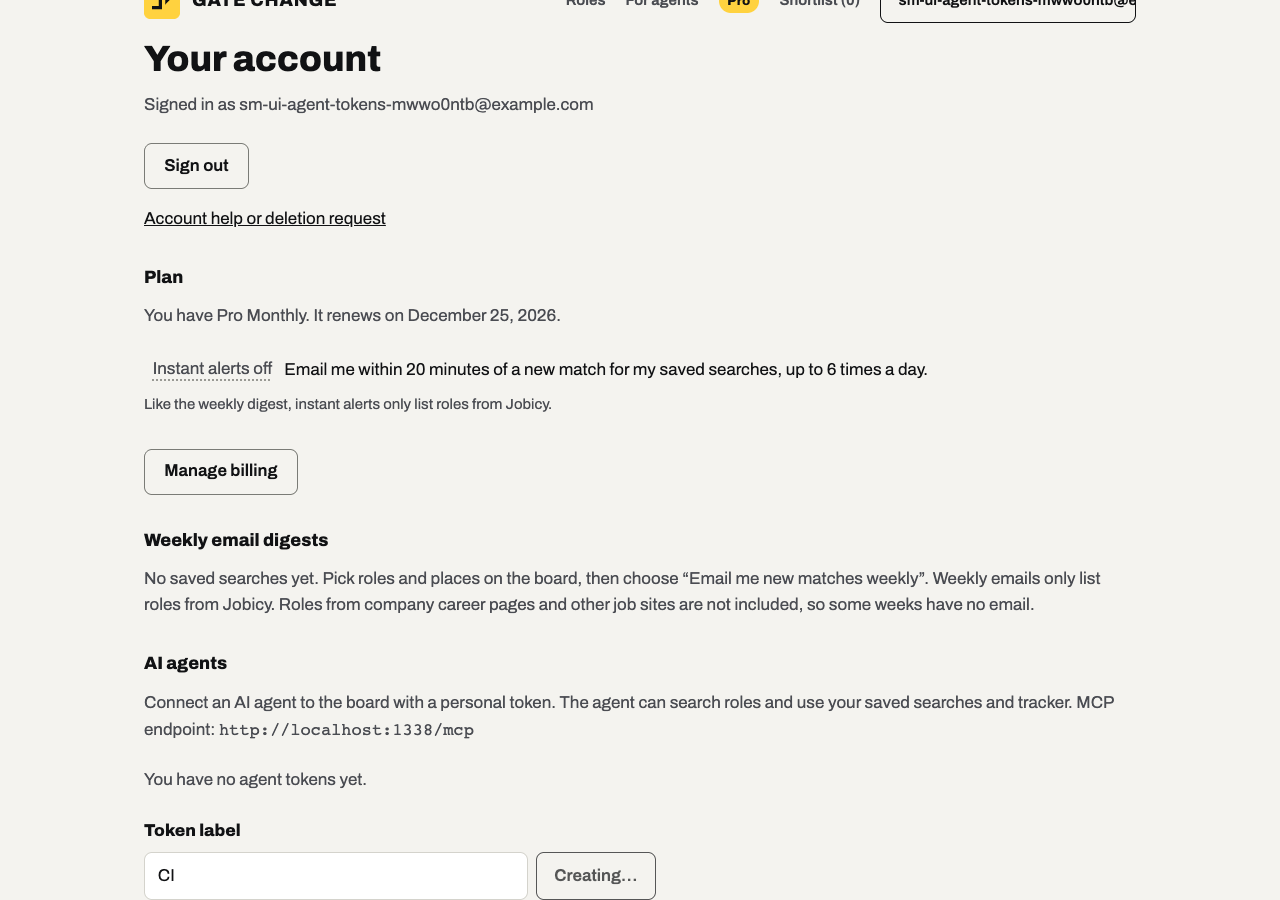 GATE CHANGE
Roles
For agents
Pro
Shortlist (0)
sm-ui-agent-tokens-mwwo0ntb@e
Your account
Signed in as sm-ui-agent-tokens-mwwo0ntb@example.com
Sign out
Account help or deletion request
Plan
You have Pro Monthly. It renews on December 25, 2026.
Instant alerts off
Email me within 20 minutes of a new match for my saved searches, up to 6 times a day.
Like the weekly digest, instant alerts only list roles from Jobicy.
Manage billing
Weekly email digests
No saved searches yet. Pick roles and places on the board, then choose “Email me new matches weekly”. Weekly emails only list
roles from Jobicy. Roles from company career pages and other job sites are not included, so some weeks have no email.
AI agents
Connect an AI agent to the board with a personal token. The agent can search roles and use your saved searches and tracker. MCP
endpoint: http://localhost:1338/mcp
You have no agent tokens yet.
Token label
CI
Creating…